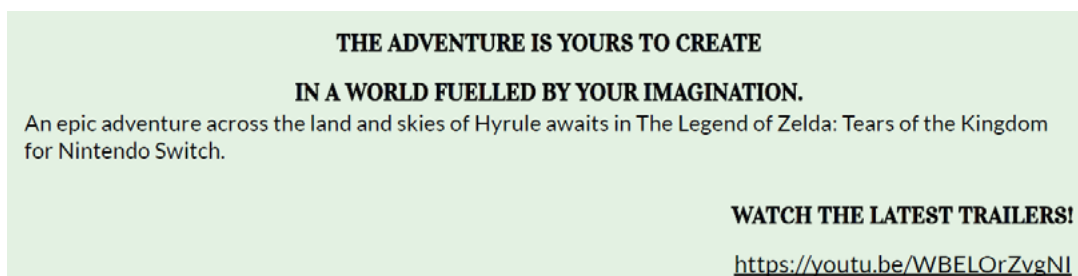 THE ADVENTURE IS YOURS TO CREATE
IN A WORLD FUELLED BY YOUR IMAGINATION.
An epic adventure across the land and skies of Hyrule awaits in The Legend of Zelda: Tears of the Kingdom
for Nintendo Switch.
WATCH THE LATEST TRAILERS!
https://youtu.be/WBELOrZvgNI